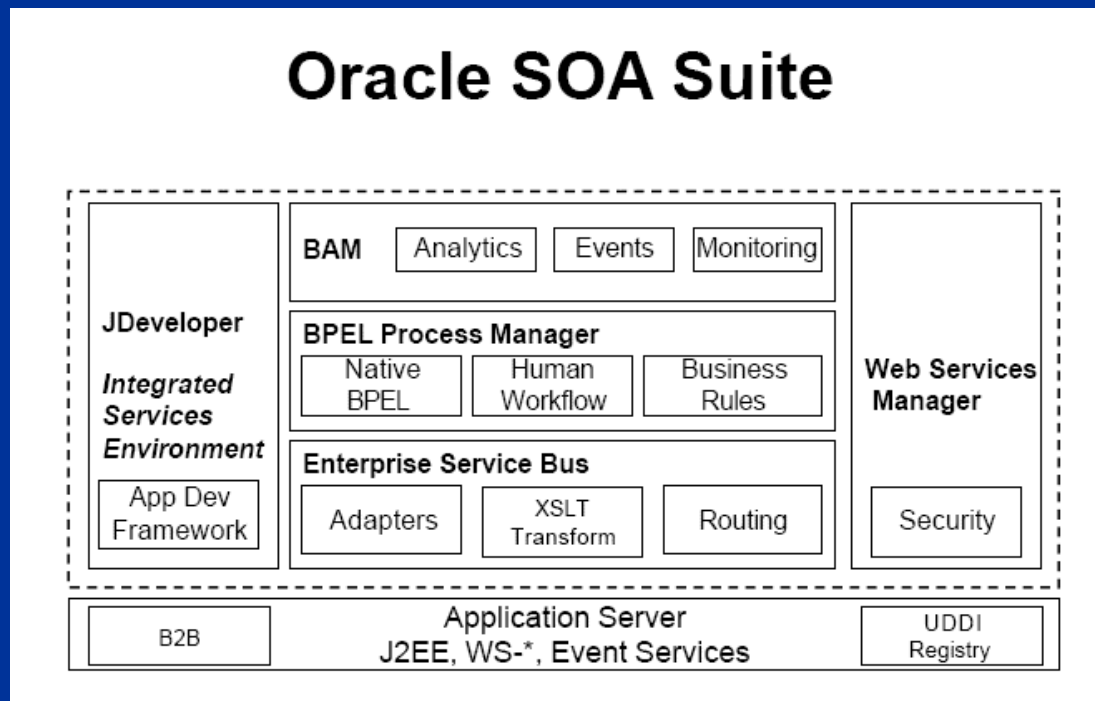 Oracle SOA Suite
JDeveloper
Integrated
Services
Environment
App Dev
Framework
BAM
Analytics
Events
Monitoring
BPEL Process Manager
Native
BPEL
Human
Workflow
Business
Rules
Enterprise Service Bus
Adapters
XSLT
Transform
Routing
Web Services
Manager
Security
B2B
Application Server
J2EE, WS-*, Event Services
UDDI
Registry